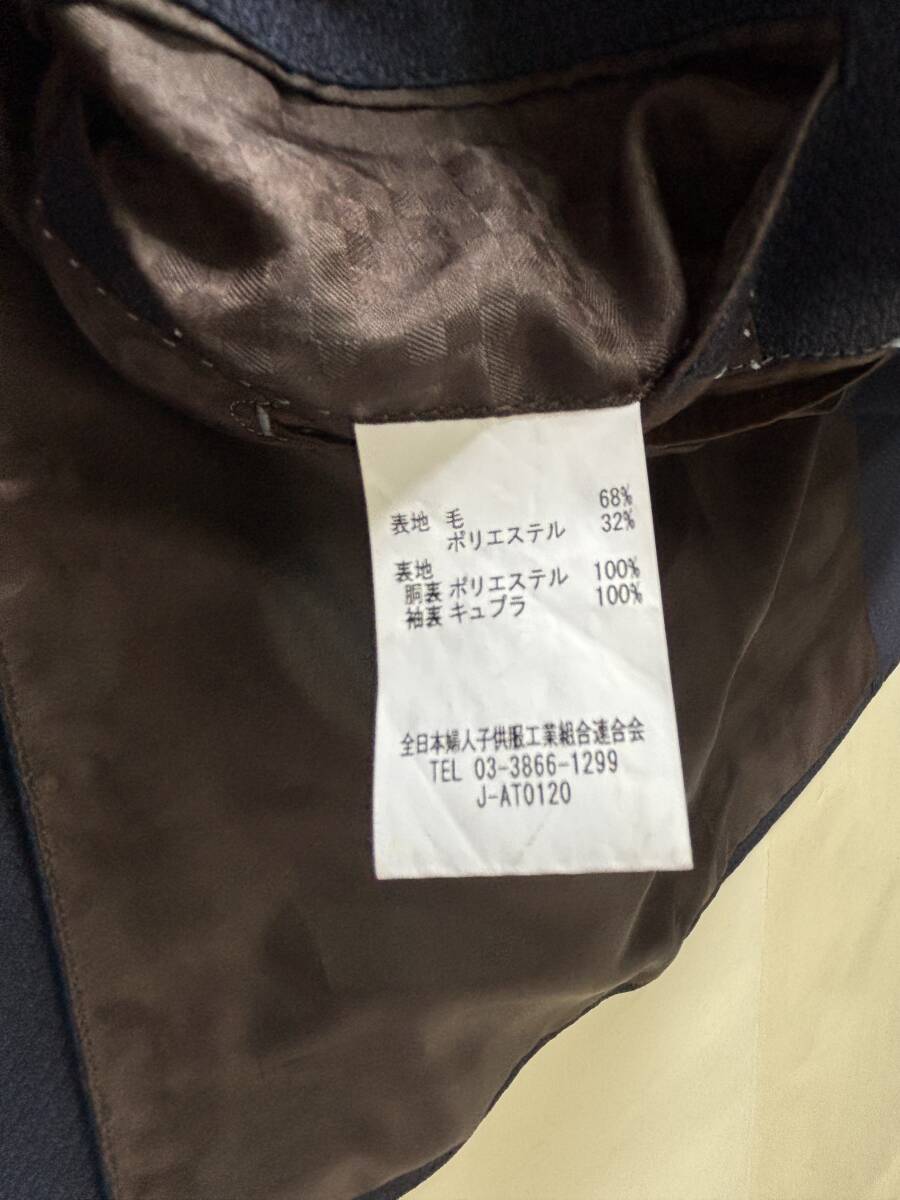 表地 毛 68%
ポリエステル 32%
裏地
胴裏 ポリエステル 100%
袖裏 キュプラ 100%
全日本婦人子供服工業組合連合会
TEL 03-3866-1299
J-AT0120